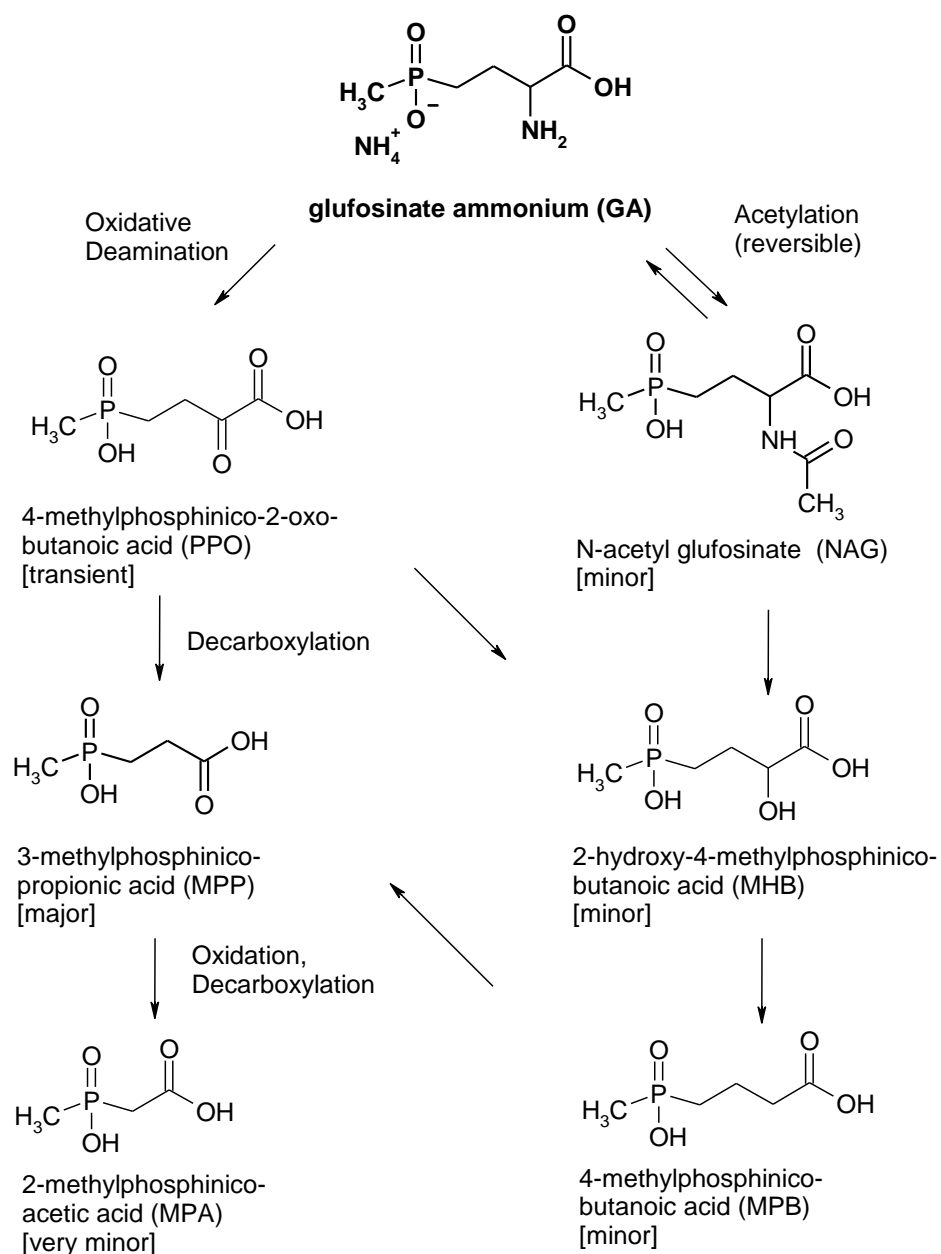 O
P
H3C
O−
NH4+
O
OH
NH2
glufosinate ammonium (GA)
Oxidative
Deamination
Acetylation
(reversible)
O
P
H3C
OH
O
O
OH
4-methylphosphinico-2-oxo-
butanoic acid (PPO)
[transient]
O
P
H3C
OH
O
OH
NH
O
CH3
N-acetyl glufosinate (NAG)
[minor]
Decarboxylation
O
P
H3C
OH
OH
O
3-methylphosphinico-
propionic acid (MPP)
[major]
O
P
H3C
OH
O
OH
OH
2-hydroxy-4-methylphosphinico-
butanoic acid (MHB)
[minor]
Oxidation,
Decarboxylation
O
P
H3C
OH
O
OH
2-methylphosphinico-
acetic acid (MPA)
[very minor]
O
P
H3C
OH
O
OH
4-methylphosphinico-
butanoic acid (MPB)
[minor]